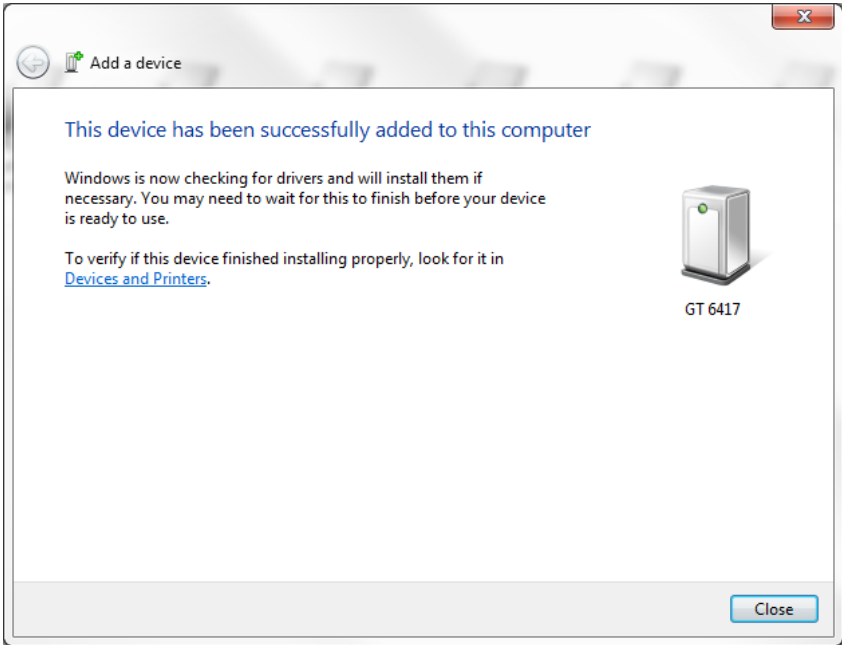 Add a device
This device has been successfully added to this computer
Windows is now checking for drivers and will install them if
necessary. You may need to wait for this to finish before your device
is ready to use.
To verify if this device finished installing properly, look for it in
Devices and Printers.
GT 6417
Close